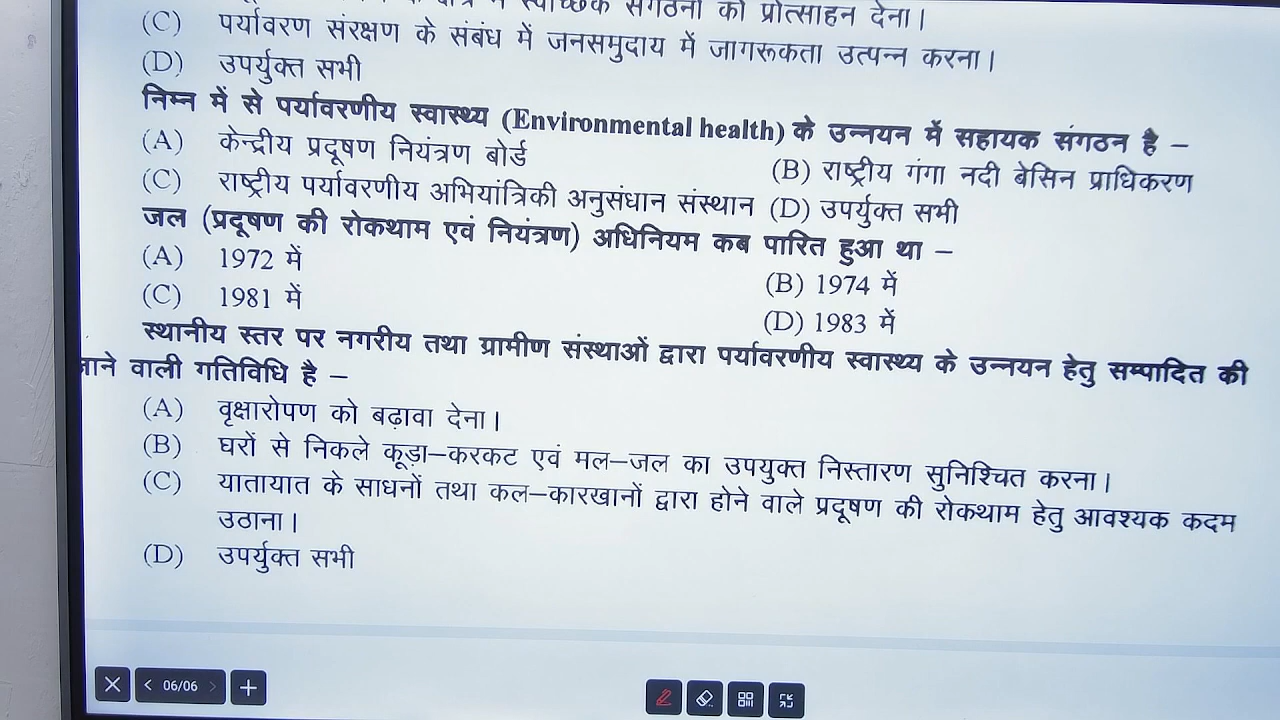 स्वैच्छिक संगठनों को प्रोत्साहन देना।
(C) पर्यावरण संरक्षण के संबंध में जनसमुदाय में जागरूकता उत्पन्न करना।
(D) उपर्युक्त सभी
निम्न में से पर्यावरणीय स्वास्थ्य (Environmental health) के उन्नयन में सहायक संगठन है –
(A) केन्द्रीय प्रदूषण नियंत्रण बोर्ड (B) राष्ट्रीय गंगा नदी बेसिन प्राधिकरण
(C) राष्ट्रीय पर्यावरणीय अभियांत्रिकी अनुसंधान संस्थान (D) उपर्युक्त सभी
जल (प्रदूषण की रोकथाम एवं नियंत्रण) अधिनियम कब पारित हुआ था –
(A) 1972 में (B) 1974 में
(C) 1981 में (D) 1983 में
स्थानीय स्तर पर नगरीय तथा ग्रामीण संस्थाओं द्वारा पर्यावरणीय स्वास्थ्य के उन्नयन हेतु सम्पादित की
जाने वाली गतिविधि है –
(A) वृक्षारोपण को बढ़ावा देना।
(B) घरों से निकले कूड़ा–करकट एवं मल–जल का उपयुक्त निस्तारण सुनिश्चित करना।
(C) यातायात के साधनों तथा कल–कारखानों द्वारा होने वाले प्रदूषण की रोकथाम हेतु आवश्यक कदम
उठाना।
(D) उपर्युक्त सभी
06/06